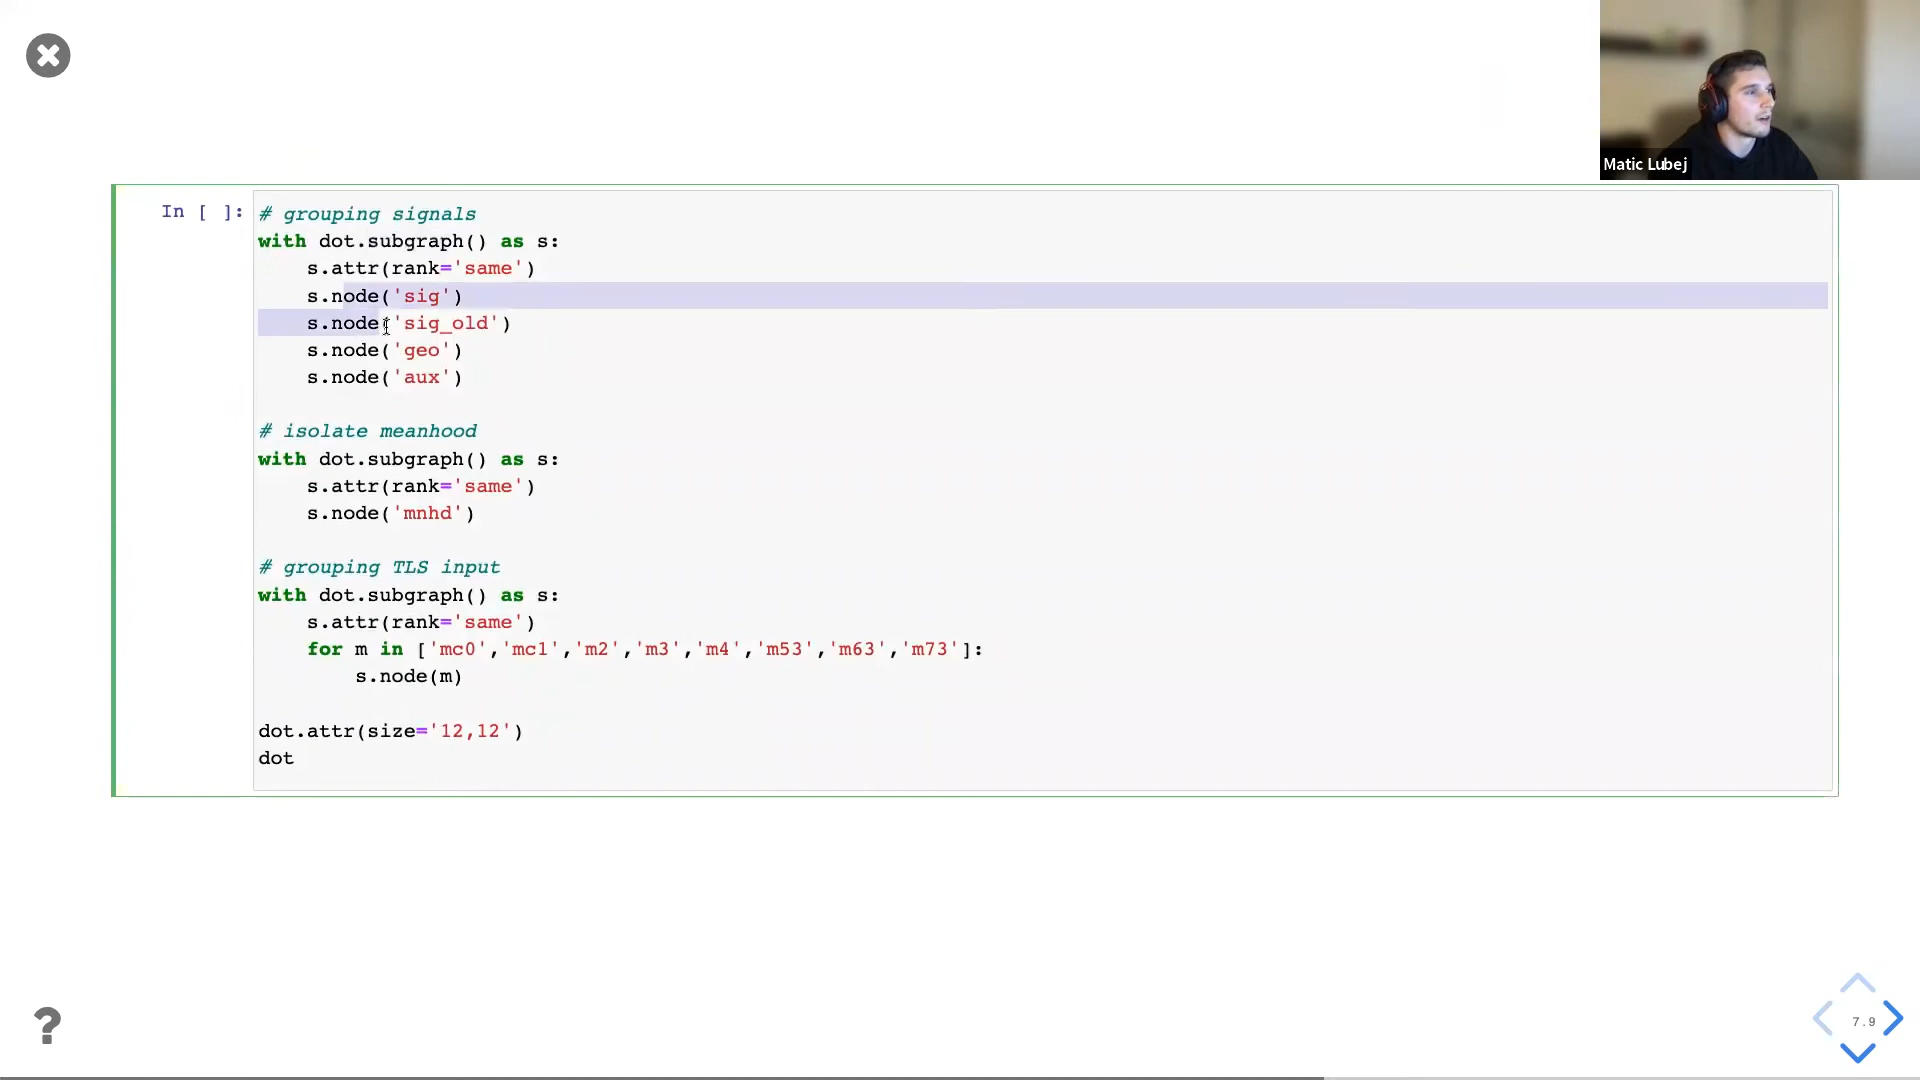 Matic Lubej
In [ ]:
# grouping signals
with dot.subgraph() as s:
    s.attr(rank='same')
    s.node('sig')
    s.node('sig_old')
    s.node('geo')
    s.node('aux')
# isolate meanhood
with dot.subgraph() as s:
    s.attr(rank='same')
    s.node('mnhd')
# grouping TLS input
with dot.subgraph() as s:
    s.attr(rank='same')
    for m in ['mc0','mc1','m2','m3','m4','m53','m63','m73']:
        s.node(m)
dot.attr(size='12,12')
dot
?
7.9